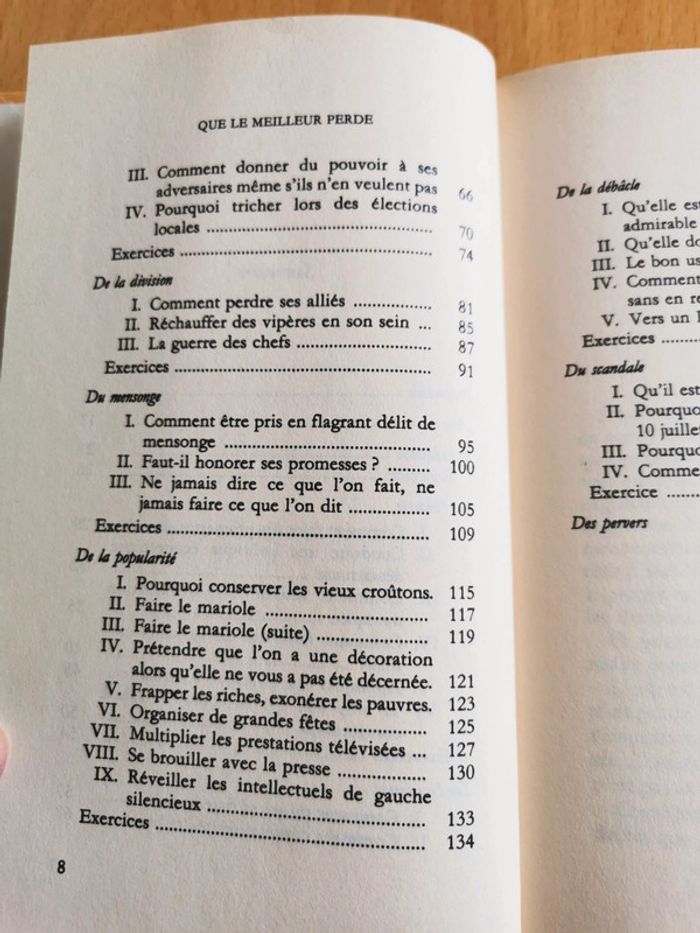 QUE LE MEILLEUR PERDE
III. Comment donner du pouvoir à ses
adversaires même s'ils n'en veulent pas 66
IV. Pourquoi tricher lors des élections
locales ........................................ 70
Exercices ........................................ 74
De la division
I. Comment perdre ses alliés ................ 81
II. Réchauffer des vipères en son sein ... 85
III. La guerre des chefs ........................ 87
Exercices ........................................ 91
Du mensonge
I. Comment être pris en flagrant délit de
mensonge ........................................ 95
II. Faut-il honorer ses promesses ? ......... 100
III. Ne jamais dire ce que l'on fait, ne
jamais faire ce que l'on dit ................ 105
Exercices ........................................ 109
De la popularité
I. Pourquoi conserver les vieux croûtons. 115
II. Faire le mariole ................................ 117
III. Faire le mariole (suite) .................... 119
IV. Prétendre que l'on a une décoration
alors qu'elle ne vous a pas été décernée. 121
V. Frapper les riches, exonérer les pauvres. 123
VI. Organiser de grandes fêtes ................ 125
VII. Multiplier les prestations télévisées ... 127
VIII. Se brouiller avec la presse ................ 130
IX. Réveiller les intellectuels de gauche
silencieux ........................................ 133
Exercices ........................................ 134
8
De la débâcle
I. Qu'elle
admirable
II. Qu'elle
III. Le bon
IV. Comment
sans en
V. Vers un
Exercices ........
Du scandale
I. Qu'il est
II. Pourquoi
10 juillet
III. Pourquoi
IV.
Exercice ....
Des pervers